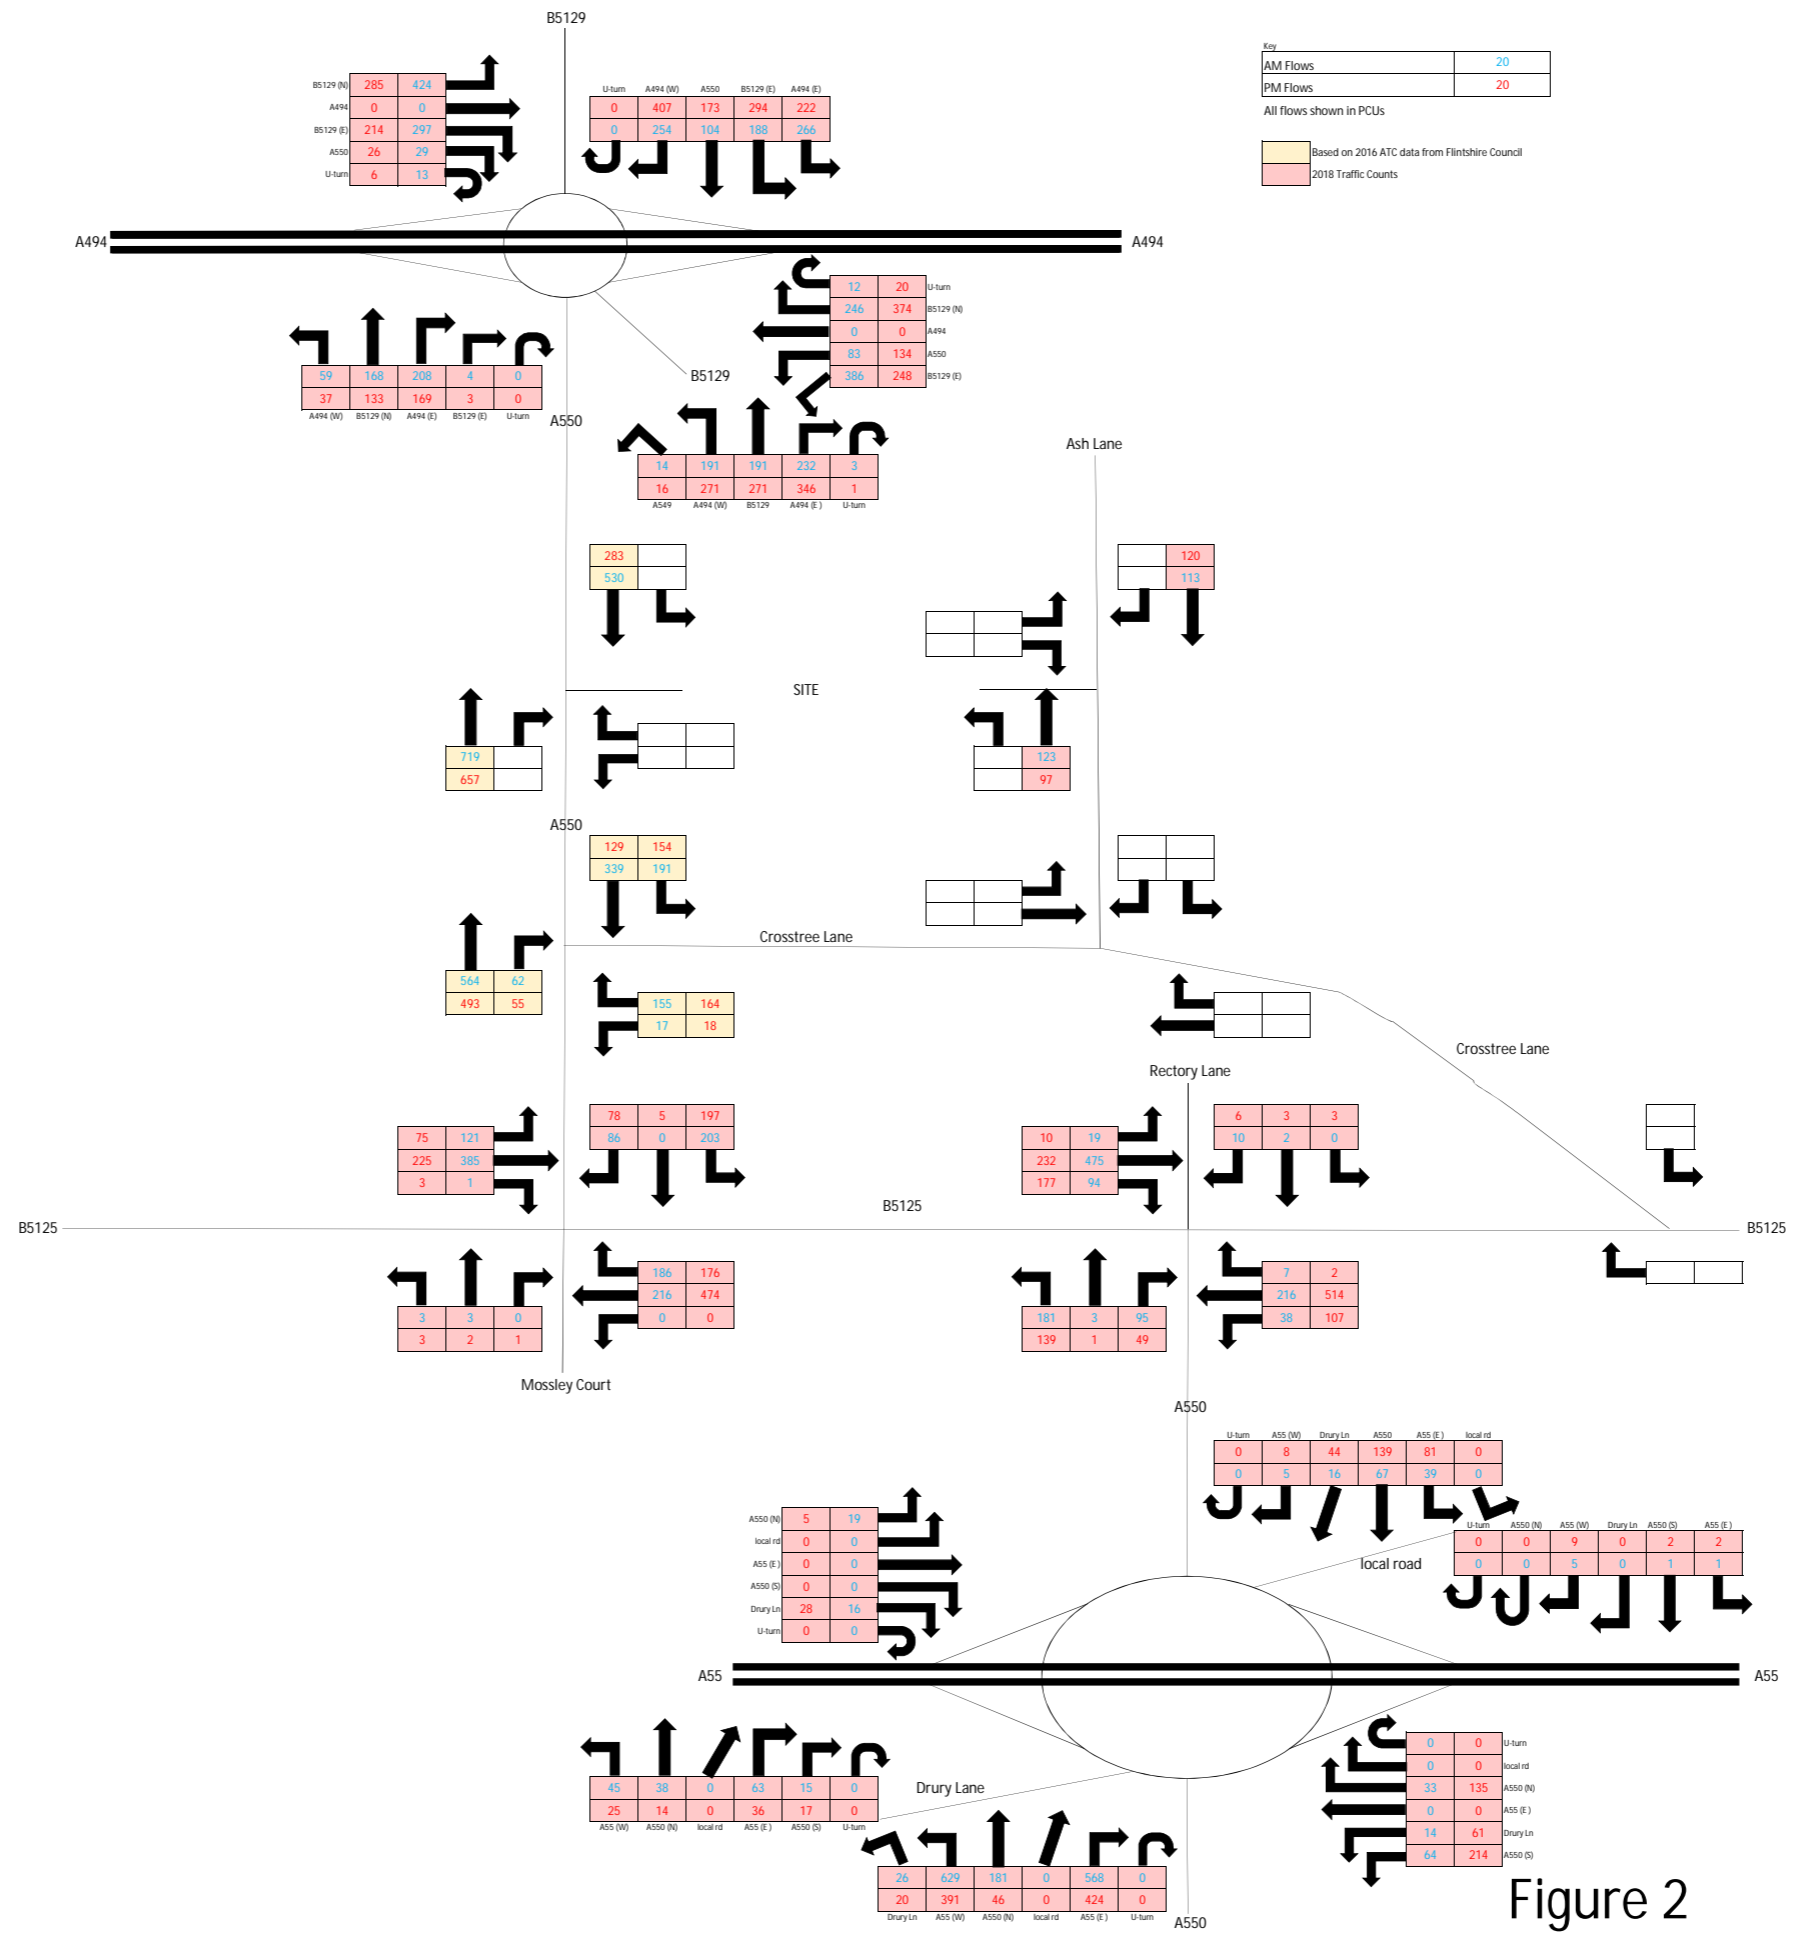 B5129
Key
AM Flows 20
PM Flows 20
All flows shown in PCUs
Based on 2016 ATC data from Flintshire Council
2018 Traffic Counts
B5129 (N) 285 424
A494 0 0
B5129 (E) 214 297
A550 26 29
U-turn 6 13
U-turn A494 (W) A550 B5129 (E) A494 (E)
0 407 173 294 222
0 254 104 188 266
A494
A494
12 20 U-turn
246 374 B5129 (N)
0 0 A494
83 134 A550
386 248 B5129 (E)
59 168 208 4 0
37 133 169 3 0
A494 (W) B5129 (N) A494 (E) B5129 (E) U-turn
B5129
A550
14 191 191 232 3
16 271 271 346 1
A549 A494 (W) B5129 A494 (E) U-turn
Ash Lane
283
530
120
113
SITE
719
657
123
97
A550
129 154
339 191
Crosstree Lane
564 62
493 55
155 164
17 18
Crosstree Lane
Rectory Lane
75 121
225 385
3 1
78 5 197
86 0 203
10 19
232 475
177 94
6 3 3
10 2 0
B5125
B5125
B5125
3 3 0
3 2 1
186 176
216 474
0 0
181 3 95
139 1 49
7 2
216 514
38 107
Mossley Court
A550
U-turn A55 (W) Drury Ln A550 A55 (E) local rd
0 8 44 139 81 0
0 5 16 67 39 0
A550 (N) 5 19
local rd 0 0
A55 (E) 0 0
A550 (S) 0 0
Drury Ln 28 16
U-turn 0 0
U-turn A550 (N) A55 (W) Drury Ln A550 (S) A55 (E)
0 0 9 0 2 2
0 0 5 0 1 1
local road
A55
A55
0 0 U-turn
0 0 local rd
33 135 A550 (N)
0 0 A55 (E)
14 61 Drury Ln
64 214 A550 (S)
45 38 0 63 15 0
25 14 0 36 17 0
A55 (W) A550 (N) local rd A55 (E) A550 (S) U-turn
Drury Lane
26 629 181 0 568 0
20 391 46 0 424 0
Drury Ln A55 (W) A550 (N) local rd A55 (E) U-turn
A550
Figure 2